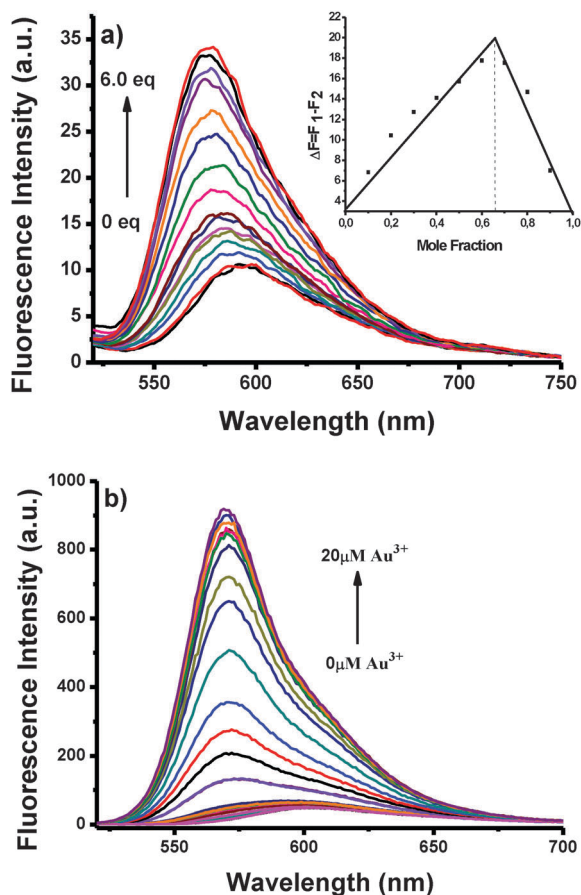 a)
6.0 eq
0 eq
Fluorescence Intensity (a.u.)
35
30
25
20
15
10
5
0
550 600 650 700 750
Wavelength (nm)
ΔF=F1-F2
22
20
18
16
14
12
10
8
6
4
0,0 0,2 0,4 0,6 0,8 1,0
Mole Fraction
b)
20μM Au3+
0μM Au3+
Fluorescence Intensity (a.u.)
1000
800
600
400
200
0
550 600 650 700
Wavelength (nm)